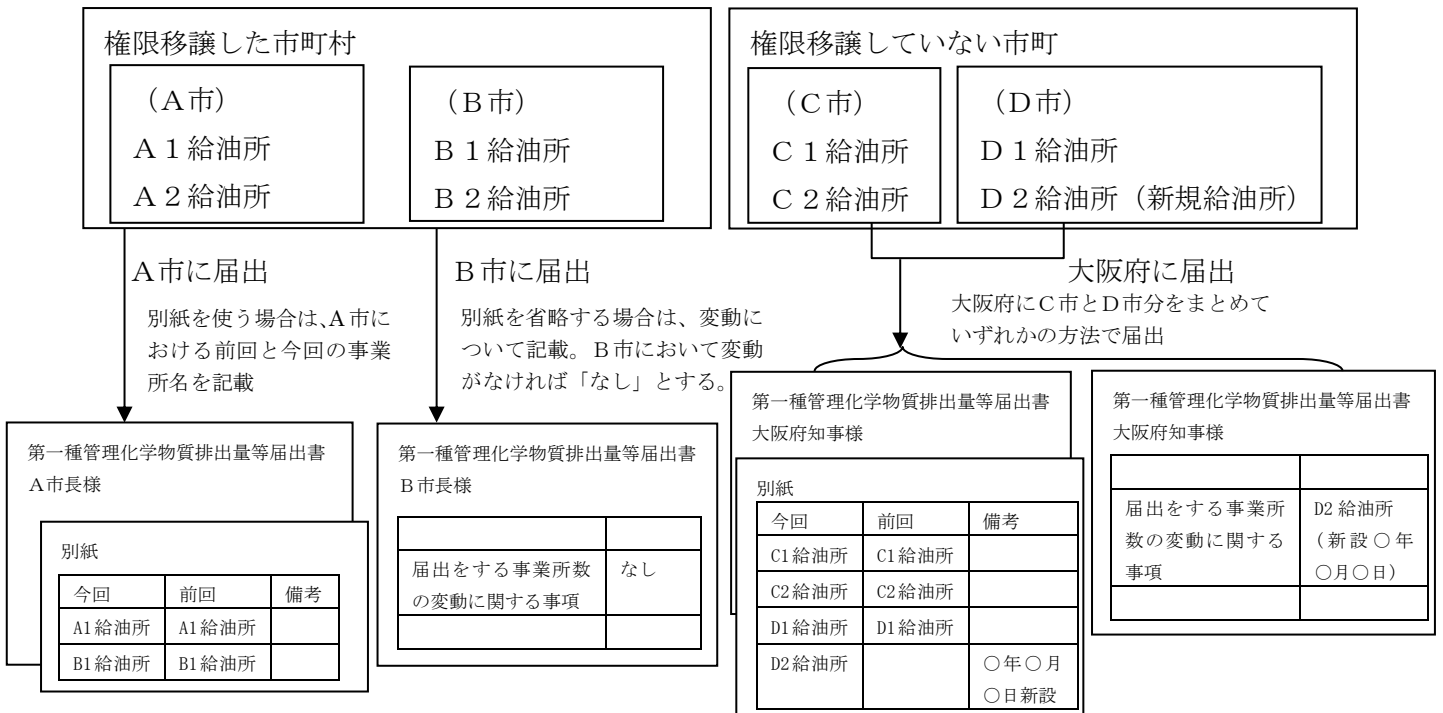 権限移譲した市町村
（A市）
A１給油所
A２給油所
（B市）
B１給油所
B２給油所
権限移譲していない市町
（C市）
C１給油所
C２給油所
（D市）
D１給油所
D２給油所（新規給油所）
A市に届出
別紙を使う場合は、A市に
おける前回と今回の事業
所名を記載
B市に届出
別紙を省略する場合は、変動に
ついて記載。B市において変動
がなければ「なし」とする。
大阪府に届出
大阪府にC市とD市分をまとめて
いずれかの方法で届出
第一種管理化学物質排出量等届出書
A市長様
別紙
今回 前回 備考
A1給油所 A1給油所
B1給油所 B1給油所
第一種管理化学物質排出量等届出書
B市長様
届出をする事業所数 なし
の変動に関する事項
第一種管理化学物質排出量等届出書
大阪府知事様
別紙
今回 前回 備考
C1給油所 C1給油所
C2給油所 C2給油所
D1給油所 D1給油所
D2給油所 ○年○月
○日新設
第一種管理化学物質排出量等届出書
大阪府知事様
届出をする事業所 D2 給油所
数の変動に関する （新設○年
事項 ○月○日）